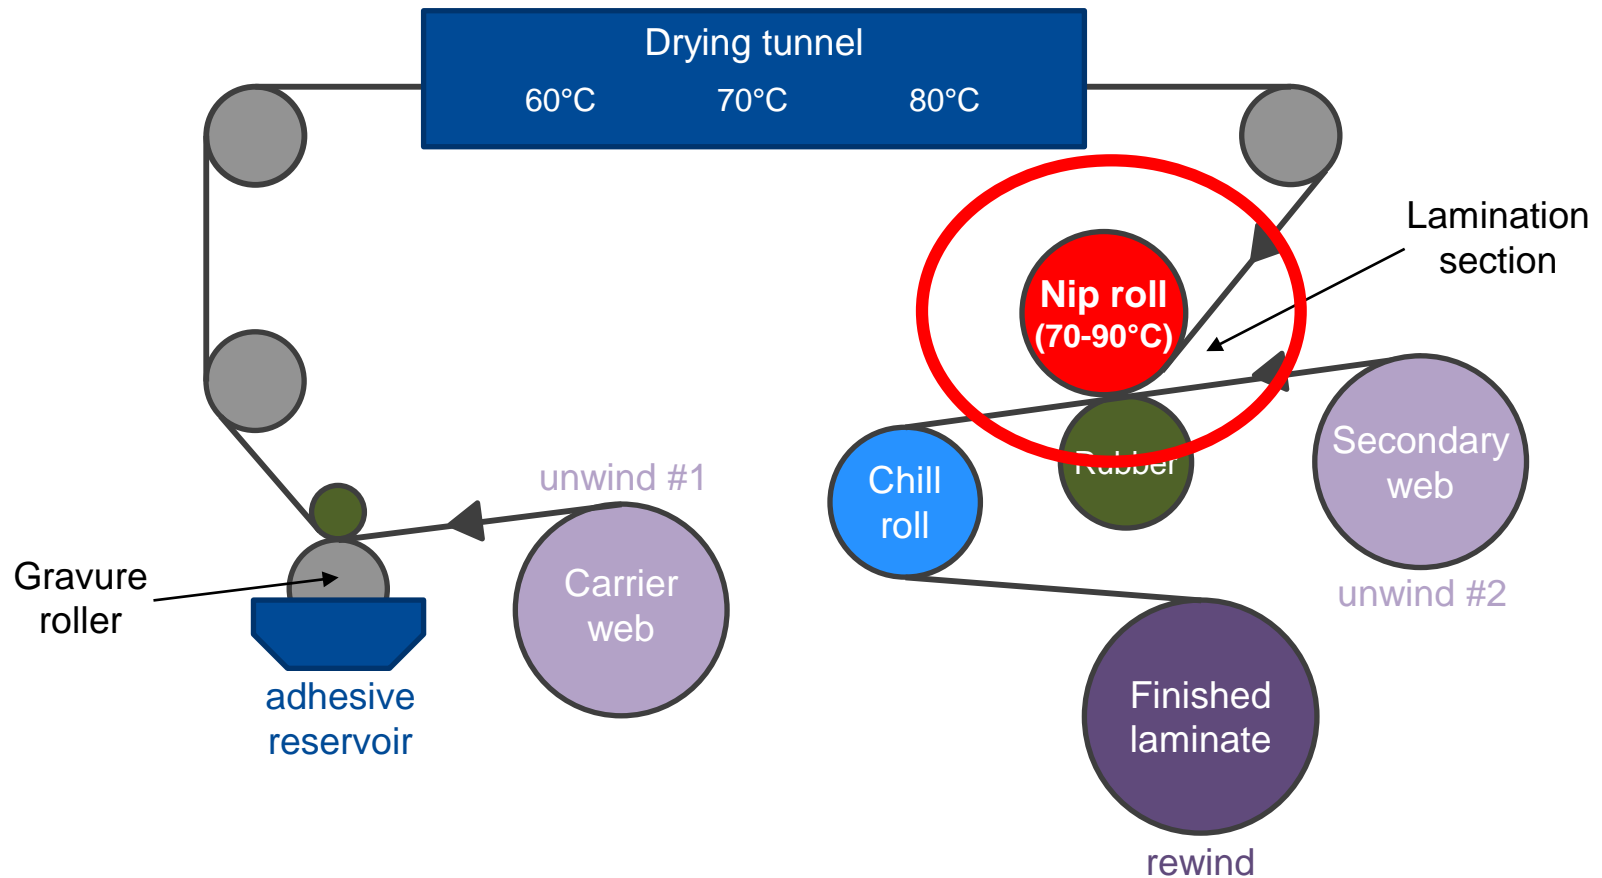 Drying tunnel
60°C 70°C 80°C
Lamination
section
Nip roll
(70-90°C)
Rubber
Secondary
web
unwind #2
Chill
roll
unwind #1
Carrier
web
Gravure
roller
adhesive
reservoir
Finished
laminate
rewind